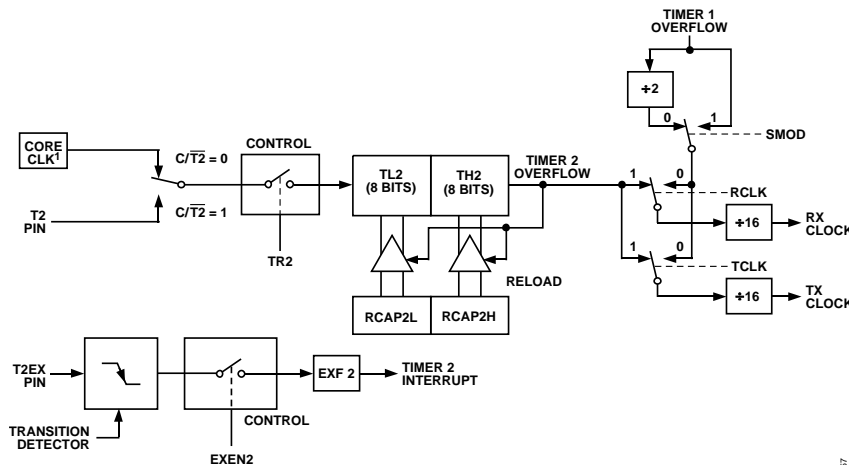 TIMER 1
OVERFLOW
÷2
0
1
SMOD
CORE
CLK¹
C/T2 = 0
CONTROL
TL2
(8 BITS)
TH2
(8 BITS)
TIMER 2
OVERFLOW
1
0
RCLK
T2
PIN
C/T2 = 1
÷16
RX
CLOCK
TR2
1
0
RELOAD
TCLK
÷16
TX
CLOCK
RCAP2L
RCAP2H
T2EX
PIN
EXF 2
TIMER 2
INTERRUPT
CONTROL
TRANSITION
DETECTOR
EXEN2